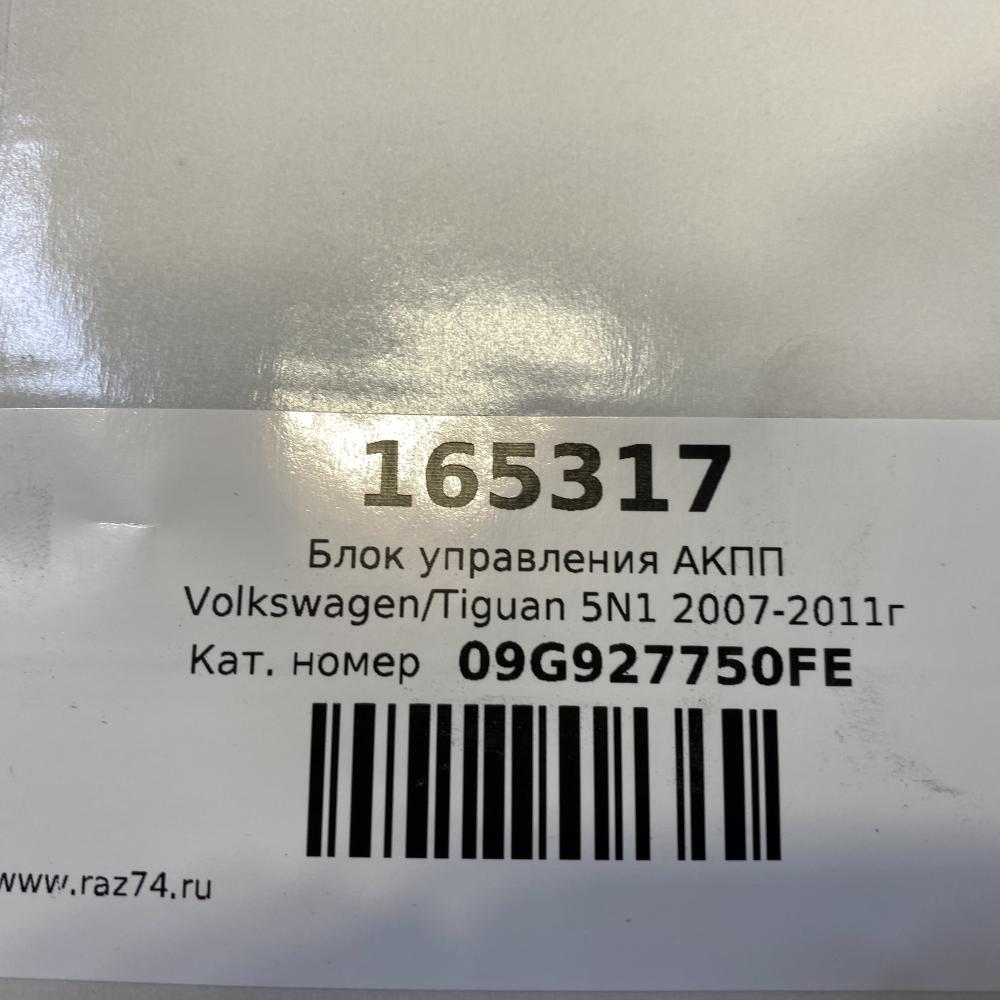 165317
Блок управления АКПП
Volkswagen/Tiguan 5N1 2007-2011г
Кат. номер 09G927750FE
www.raz74.ru